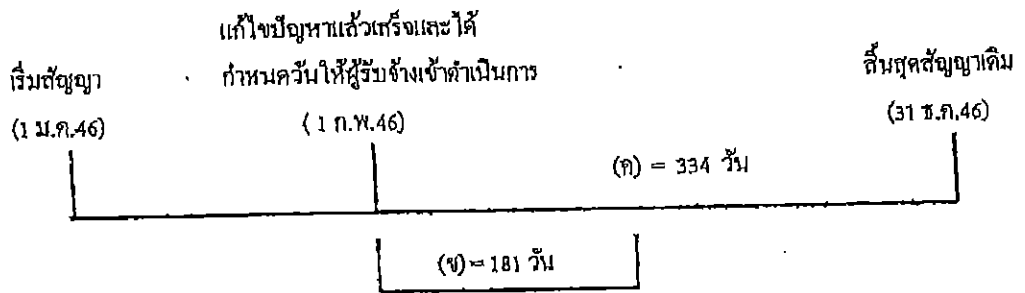 แก้ไขปัญหาแล้วเสร็จและได้
เริ่มสัญญา กำหนดวันให้ผู้รับจ้างเข้าดำเนินการ สิ้นสุดสัญญาเดิม
(1 ม.ค.46) ( 1 ก.พ.46) (31 ธ.ค.46)
(ค) = 334 วัน
(ข) = 181 วัน